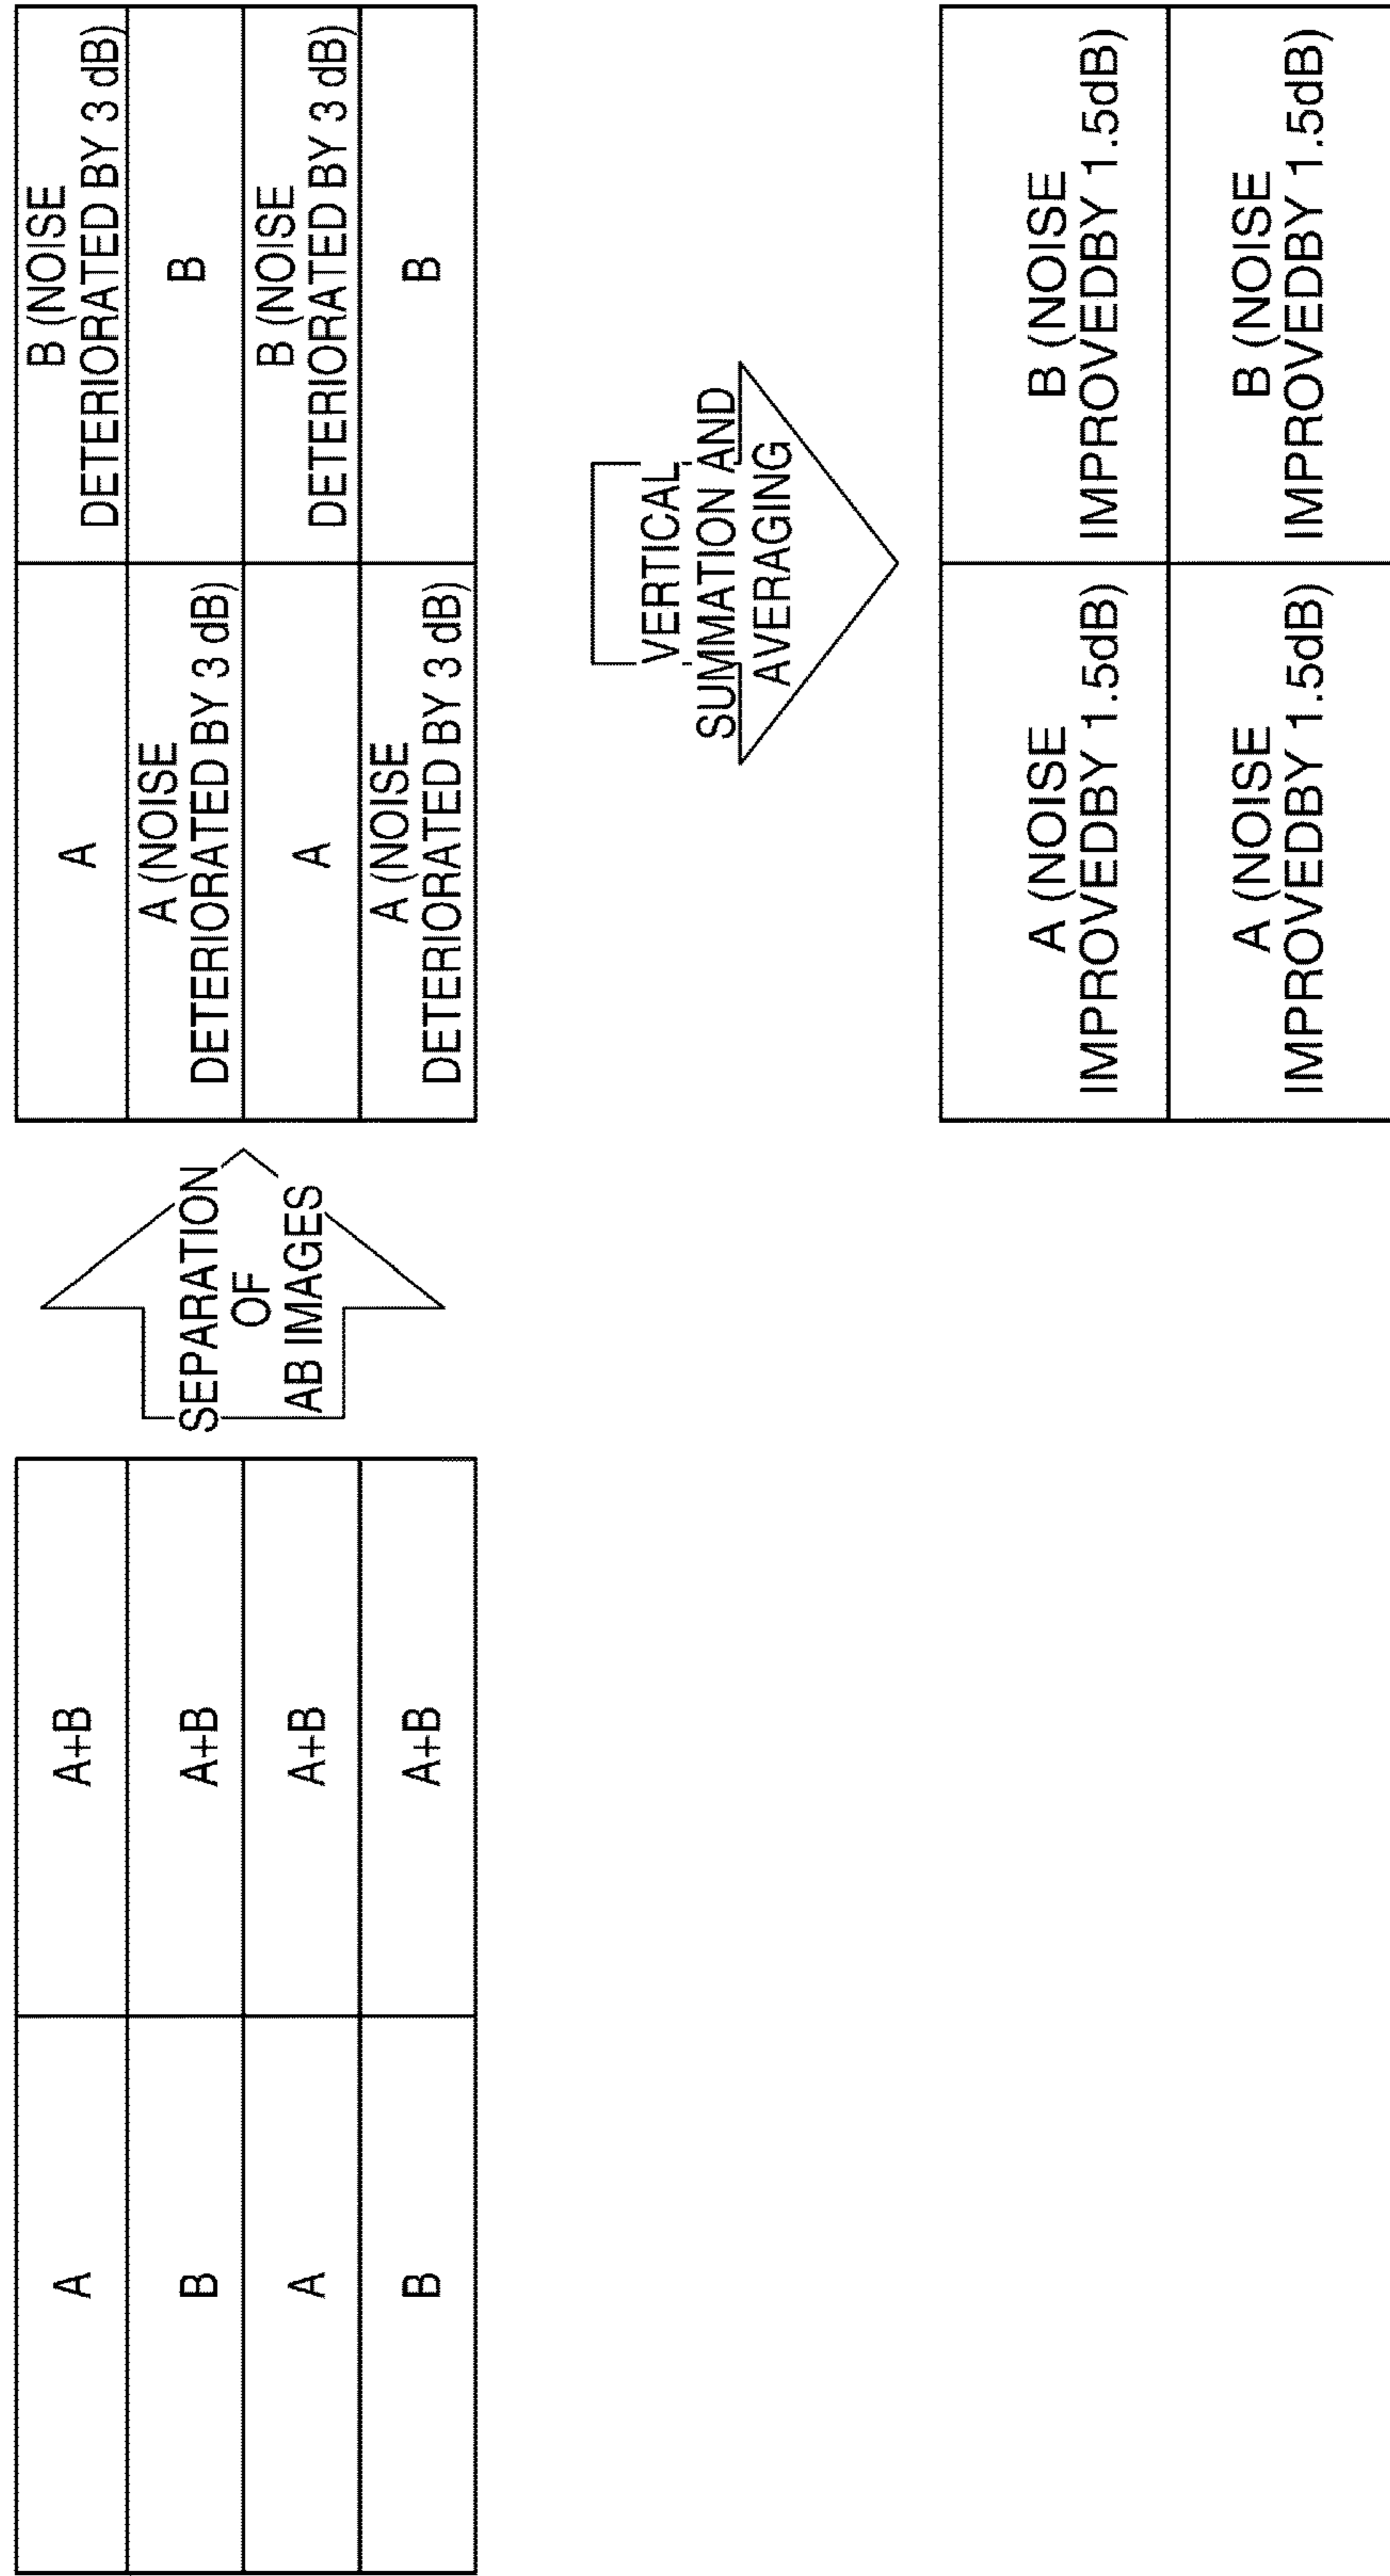 A
A+B
B
A+B
A
A+B
B
A+B
SEPARATION
OF
AB IMAGES
A
B (NOISE
DETERIORATED BY 3 dB)
A (NOISE
DETERIORATED BY 3 dB)
B
A
B (NOISE
DETERIORATED BY 3 dB)
A (NOISE
DETERIORATED BY 3 dB)
B
VERTICAL
SUMMATION AND
AVERAGING
A (NOISE
IMPROVEDBY 1.5dB)
B (NOISE
IMPROVEDBY 1.5dB)
A (NOISE
IMPROVEDBY 1.5dB)
B (NOISE
IMPROVEDBY 1.5dB)